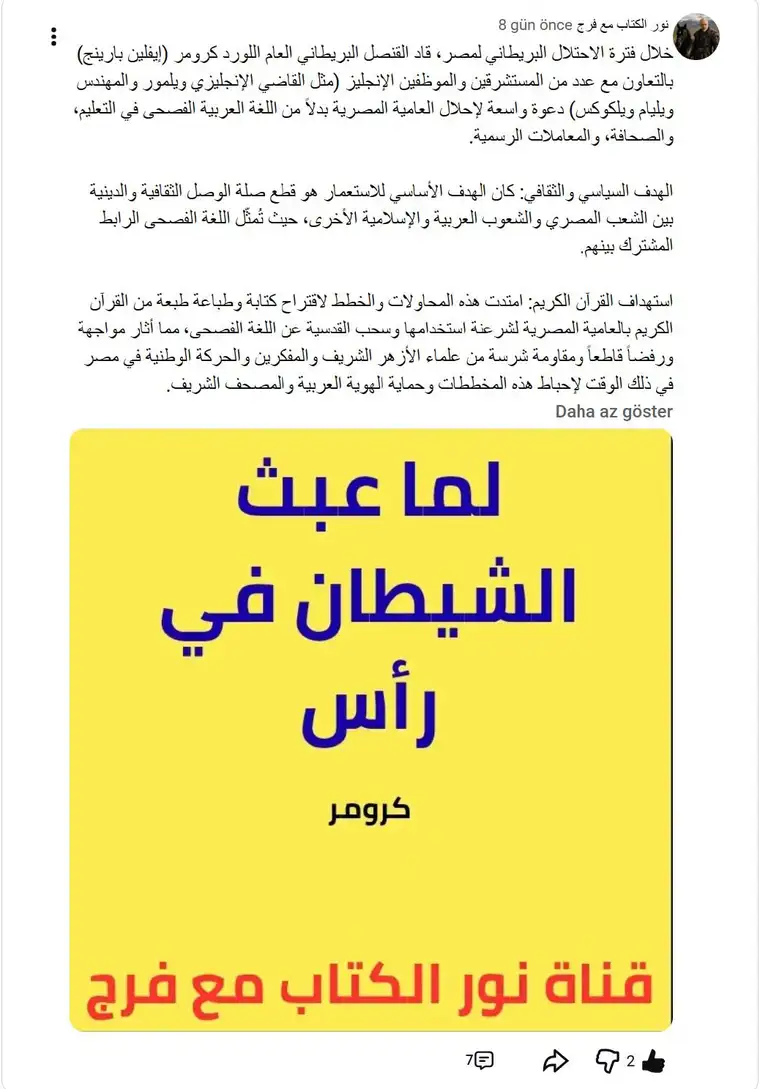 نور الكتاب مع فرج 8 gün önce
خلال فترة الاحتلال البريطاني لمصر، قاد القنصل البريطاني العام اللورد كرومر (إيفلين بارينج)
بالتعاون مع عدد من المستشرقين والموظفين الإنجليز (مثل القاضي الإنجليزي ويلمور والمهندس
ويليام ويلكوكس) دعوة واسعة لإحلال العامية المصرية بدلاً من اللغة العربية الفصحى في التعليم،
والصحافة، والمعاملات الرسمية.
الهدف السياسي والثقافي: كان الهدف الأساسي للاستعمار هو قطع صلة الوصل الثقافية والدينية
بين الشعب المصري والشعوب العربية والإسلامية الأخرى، حيث تُمثّل اللغة الفصحى الرابط
المشترك بينهم.
استهداف القرآن الكريم: امتدت هذه المحاولات والخطط لاقتراح كتابة وطباعة طبعة من القرآن
الكريم بالعامية المصرية لشرعنة استخدامها وسحب القدسية عن اللغة الفصحى، مما أثار مواجهة
ورفضاً قاطعاً ومقاومة شرسة من علماء الأزهر الشريف والمفكرين والحركة الوطنية في مصر
في ذلك الوقت لإحباط هذه المخططات وحماية الهوية العربية والمصحف الشريف.
Daha az göster
لما عبث
الشيطان في
رأس
كرومر
قناة نور الكتاب مع فرج
2
7